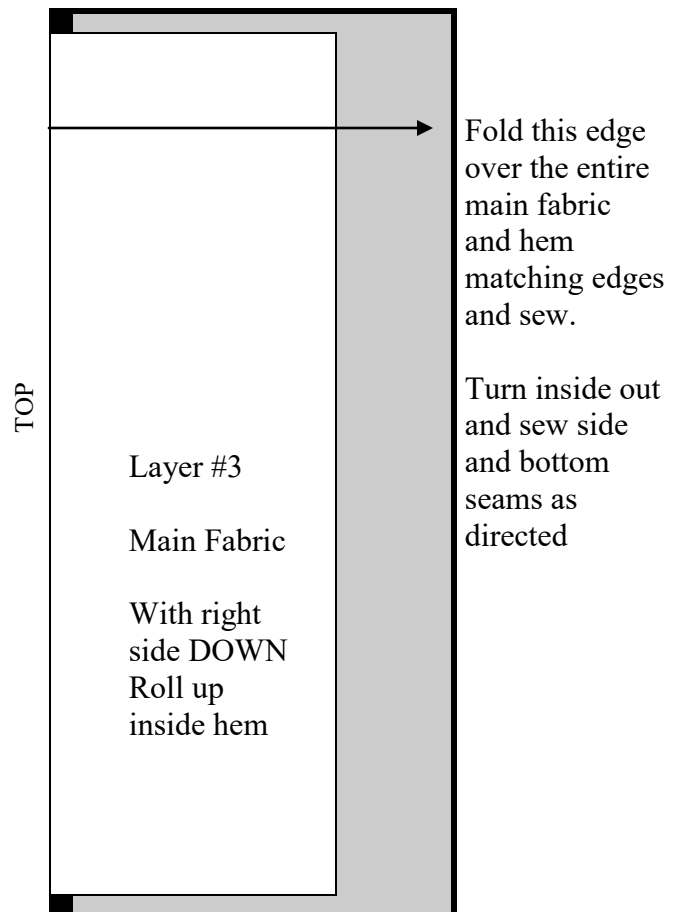 Fold this edge
over the entire
main fabric
and hem
matching edges
and sew.
Turn inside out
and sew side
and bottom
seams as
directed
TOP
Layer #3
Main Fabric
With right
side DOWN
Roll up
inside hem